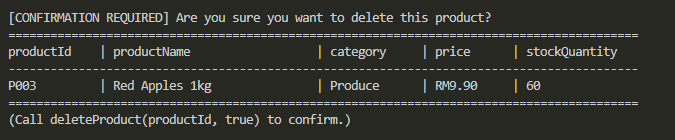 [CONFIRMATION REQUIRED] Are you sure you want to delete this product?
==========================================================================================
productId    | productName                    | category     | price     | stockQuantity
------------------------------------------------------------------------------------------
P003         | Red Apples 1kg                 | Produce      | RM9.90    | 60
==========================================================================================
(Call deleteProduct(productId, true) to confirm.)